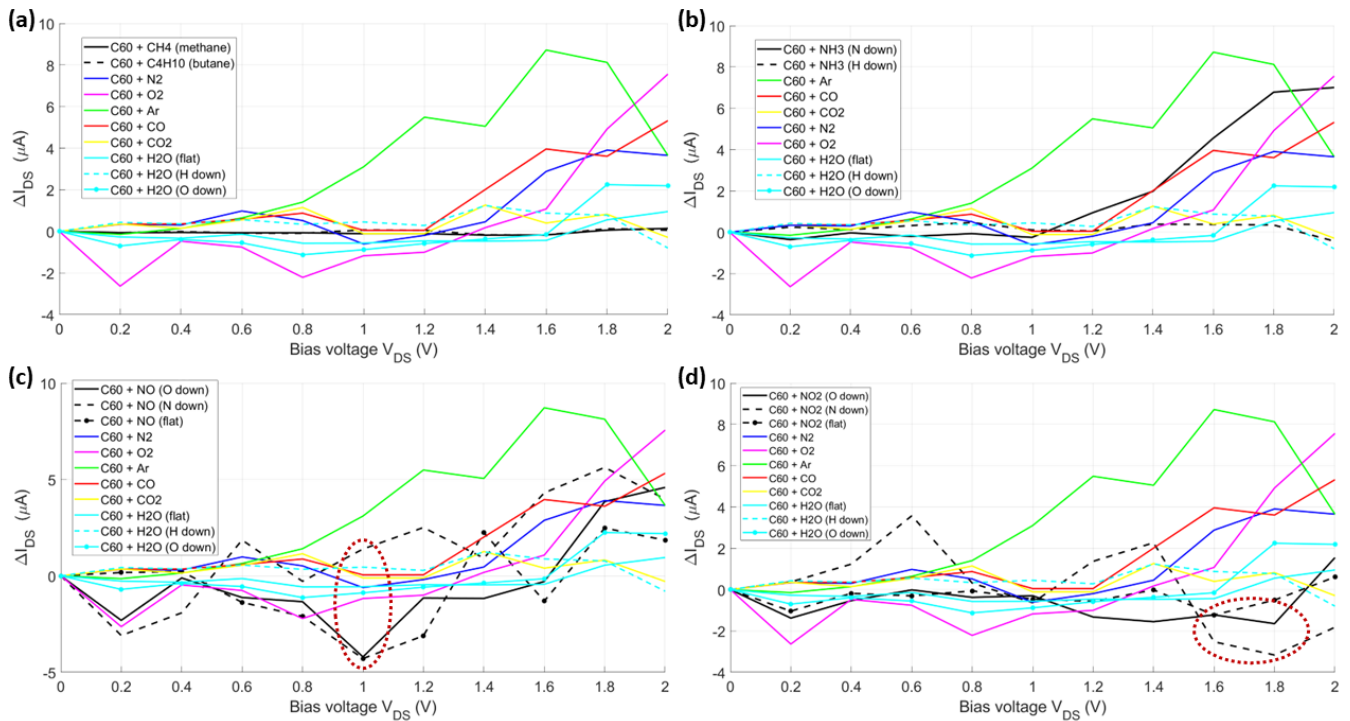 (a)
10
8
6
4
2
0
-2
-4
ΔI_DS (μA)
C60 + CH4 (methane)
C60 + C4H10 (butane)
C60 + N2
C60 + O2
C60 + Ar
C60 + CO
C60 + CO2
C60 + H2O (flat)
C60 + H2O (H down)
C60 + H2O (O down)
0 0.2 0.4 0.6 0.8 1 1.2 1.4 1.6 1.8 2
Bias voltage V_DS (V)
(b)
10
8
6
4
2
0
-2
-4
ΔI_DS (μA)
C60 + NH3 (N down)
C60 + NH3 (H down)
C60 + Ar
C60 + CO
C60 + CO2
C60 + N2
C60 + O2
C60 + H2O (flat)
C60 + H2O (H down)
C60 + H2O (O down)
0 0.2 0.4 0.6 0.8 1 1.2 1.4 1.6 1.8 2
Bias voltage V_DS (V)
(c)
10
5
0
-5
ΔI_DS (μA)
C60 + NO (O down)
C60 + NO (N down)
C60 + NO (flat)
C60 + N2
C60 + O2
C60 + Ar
C60 + CO
C60 + CO2
C60 + H2O (flat)
C60 + H2O (H down)
C60 + H2O (O down)
0 0.2 0.4 0.6 0.8 1 1.2 1.4 1.6 1.8 2
Bias voltage V_DS (V)
(d)
10
8
6
4
2
0
-2
-4
ΔI_DS (μA)
C60 + NO2 (O down)
C60 + NO2 (N down)
C60 + NO2 (flat)
C60 + N2
C60 + O2
C60 + Ar
C60 + CO
C60 + CO2
C60 + H2O (flat)
C60 + H2O (H down)
C60 + H2O (O down)
0 0.2 0.4 0.6 0.8 1 1.2 1.4 1.6 1.8 2
Bias voltage V_DS (V)